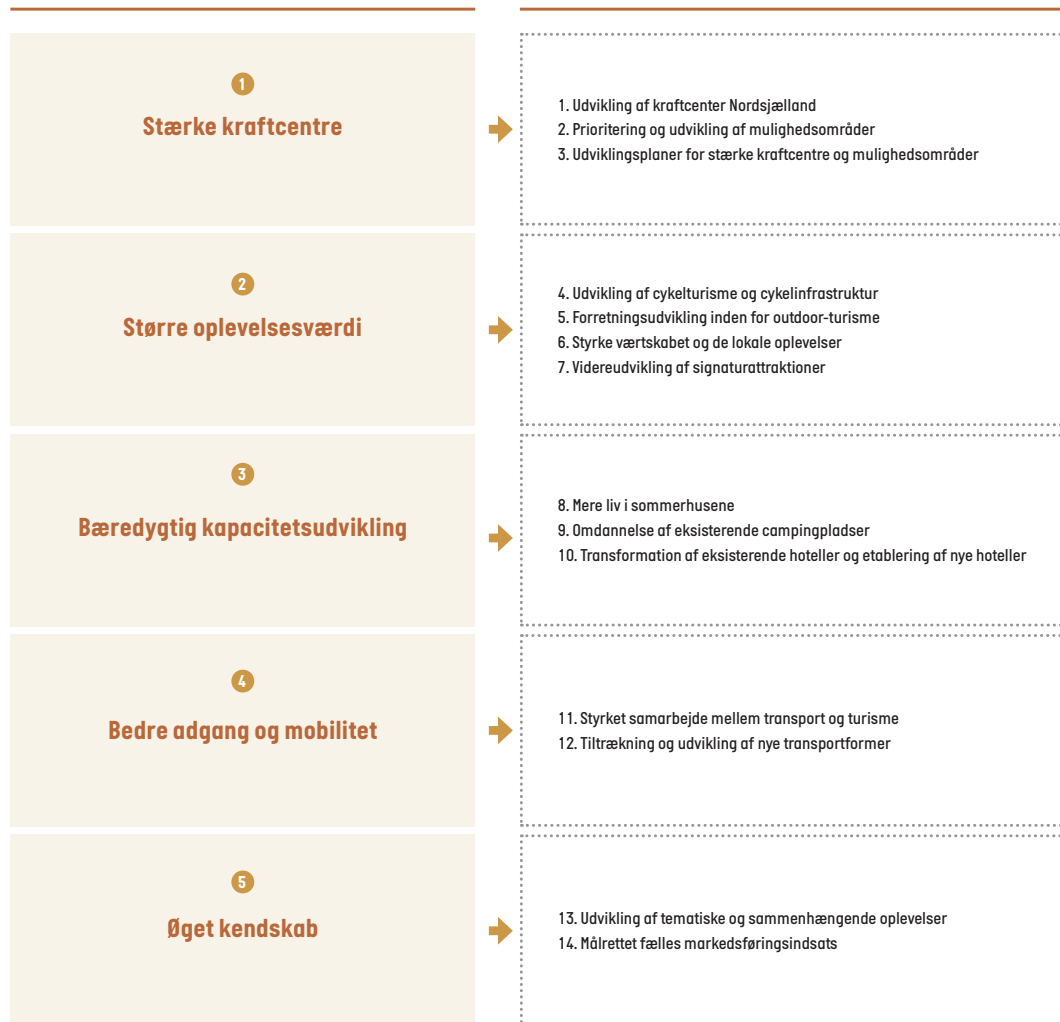 1
Stærke kraftcentre
1. Udvikling af kraftcenter Nordsjælland
2. Prioritering og udvikling af mulighedsområder
3. Udviklingsplaner for stærke kraftcentre og mulighedsområder
2
Større oplevelsesværdi
4. Udvikling af cykelturisme og cykelinfrastruktur
5. Forretningsudvikling inden for outdoor-turisme
6. Styrke værtskabet og de lokale oplevelser
7. Videreudvikling af signaturattraktioner
3
Bæredygtig kapacitetsudvikling
8. Mere liv i sommerhusene
9. Omdannelse af eksisterende campingpladser
10. Transformation af eksisterende hoteller og etablering af nye hoteller
4
Bedre adgang og mobilitet
11. Styrket samarbejde mellem transport og turisme
12. Tiltrækning og udvikling af nye transportformer
5
Øget kendskab
13. Udvikling af tematiske og sammenhængende oplevelser
14. Målrettet fælles markedsføringsindsats